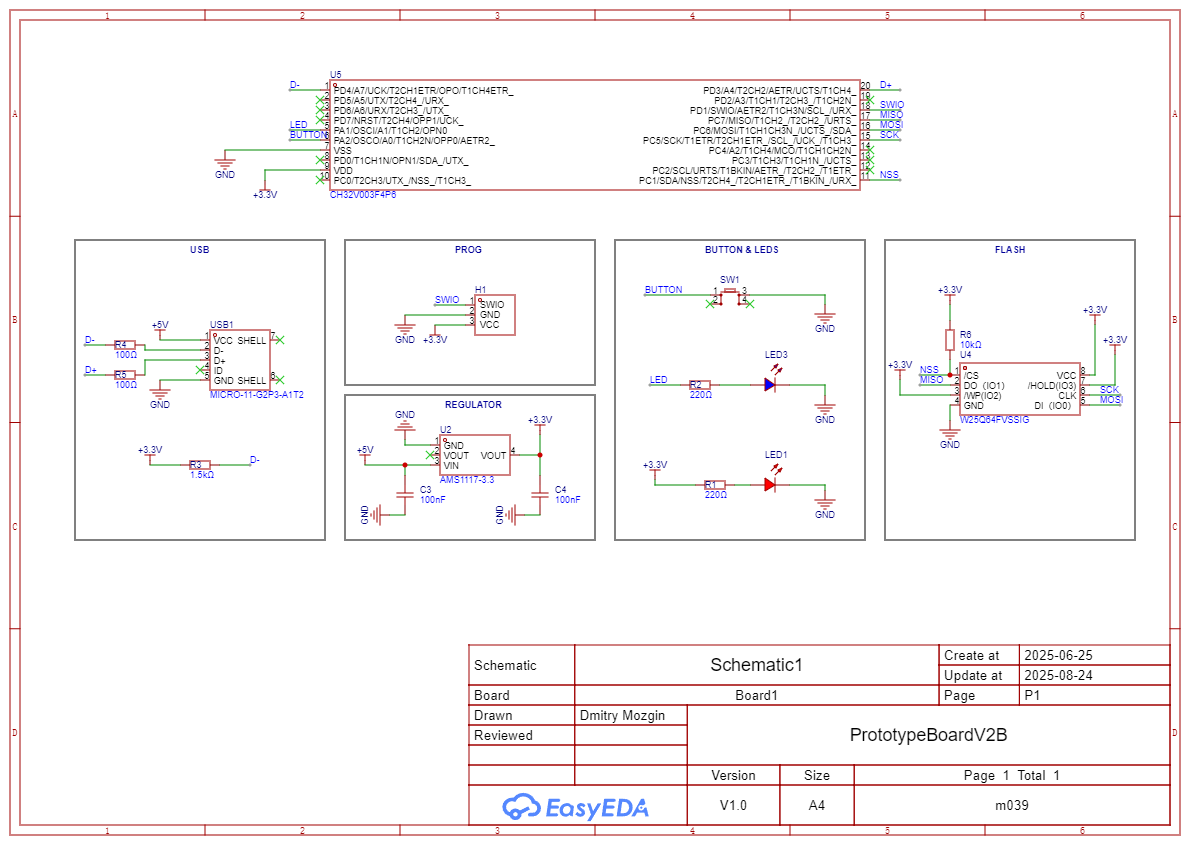 1 2 3 4 5 6
A A
B B
C C
D D
U5
D- 1 PD4/A7/UCK/T2CH1ETR/OPO/T1CH4ETR_
2 PD5/A5/UTX/T2CH4_/URX_
3 PD6/A6/URX/T2CH3_/UTX_
4 PD7/NRST/T2CH4/OPP1/UCK_
LED 5 PA1/OSCI/A1/T1CH2/OPN0
BUTTON 6 PA2/OSCO/A0/T1CH2N/OPP0/AETR2_
7 VSS
8 PD0/T1CH1N/OPN1/SDA_/UTX_
9 VDD
10 PC0/T2CH3/UTX_/NSS_/T1CH3_
GND
+3.3V
CH32V003F4P6
PD3/A4/T2CH2/AETR/UCTS/T1CH4_ 20 D+
PD2/A3/T1CH1/T2CH3_/T1CH2N_ 19
PD1/SWIO/AETR2/T1CH3N/SCL_/URX_ 18 SWIO
PC7/MISO/T1CH2_/T2CH2_/URTS_ 17 MISO
PC6/MOSI/T1CH1CH3N_/UCTS_/SDA_ 16 MOSI
PC5/SCK/T1ETR/T2CH1ETR_/SCL_/UCK_/T1CH3_ 15 SCK
PC4/A2/T1CH4/MCO/T1CH1CH2N_ 14
PC3/T1CH3/T1CH1N_/UCTS_ 13
PC2/SCL/URTS/T1BKIN/AETR_/T2CH2_/T1ETR_ 12
PC1/SDA/NSS/T2CH4_/T2CH1ETR_/T1BKIN_/URX_ 11 NSS
USB
+5V
USB1
D- R4 100Ω
D+ R5 100Ω
1 VCC SHELL 7
2 D-
3 D+
4 ID
5 GND SHELL 6
GND
MICRO-11-G2P3-A1T2
+3.3V R3 1.5kΩ D-
PROG
H1
SWIO 1 SWIO
2 GND
3 VCC
GND +3.3V
REGULATOR
GND
U2
+3.3V
+5V
1 GND
2 VOUT VOUT 4
3 VIN
AMS1117-3.3
C3 100nF
C4 100nF
GND GND
BUTTON & LEDS
SW1
BUTTON 1 3
2 4
GND
LED3
LED R2 220Ω
GND
LED1
+3.3V R1 220Ω
GND
FLASH
+3.3V
R6
10kΩ
U4
+3.3V
+3.3V
+3.3V
NSS 1 /CS VCC 8
MISO 2 DO (IO1) /HOLD(IO3) 7
3 /WP(IO2) CLK 6 SCK
4 GND DI (IO0) 5 MOSI
W25Q64FVSSIG
GND
Schematic Schematic1 Create at 2025-06-25
Update at 2025-08-24
Board Board1 Page P1
Drawn Dmitry Mozgin
Reviewed
PrototypeBoardV2B
Version Size Page 1 Total 1
EasyEDA V1.0 A4 m039
1 2 3 4 5 6